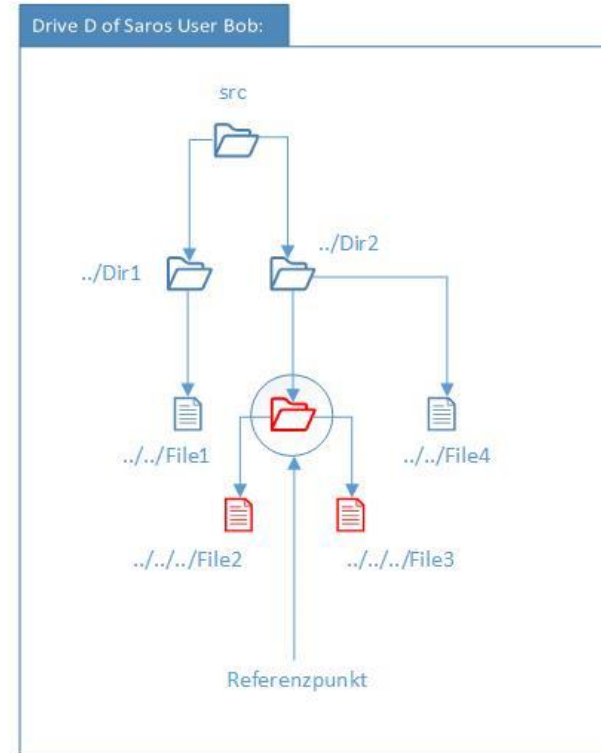 Drive D of Saros User Bob:
src
../Dir2
../Dir1
../../File1
../../File4
../../../File2
../../../File3
Referenzpunkt